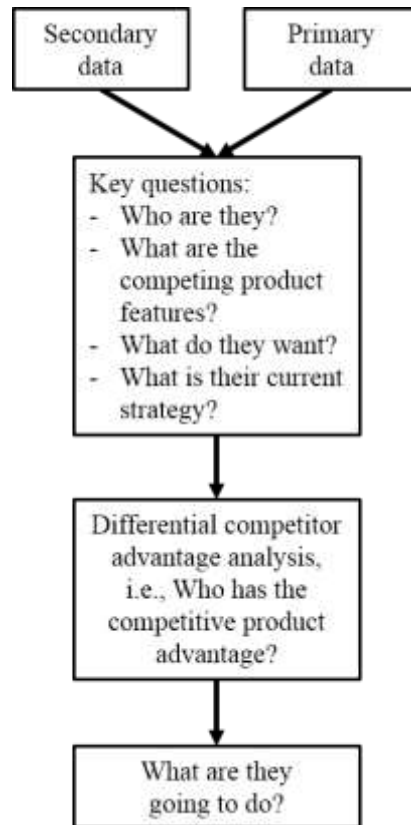 Secondary
data
Primary
data
Key questions:
- Who are they?
- What are the
competing product
features?
- What do they want?
- What is their current
strategy?
Differential competitor
advantage analysis,
i.e., Who has the
competitive product
advantage?
What are they
going to do?